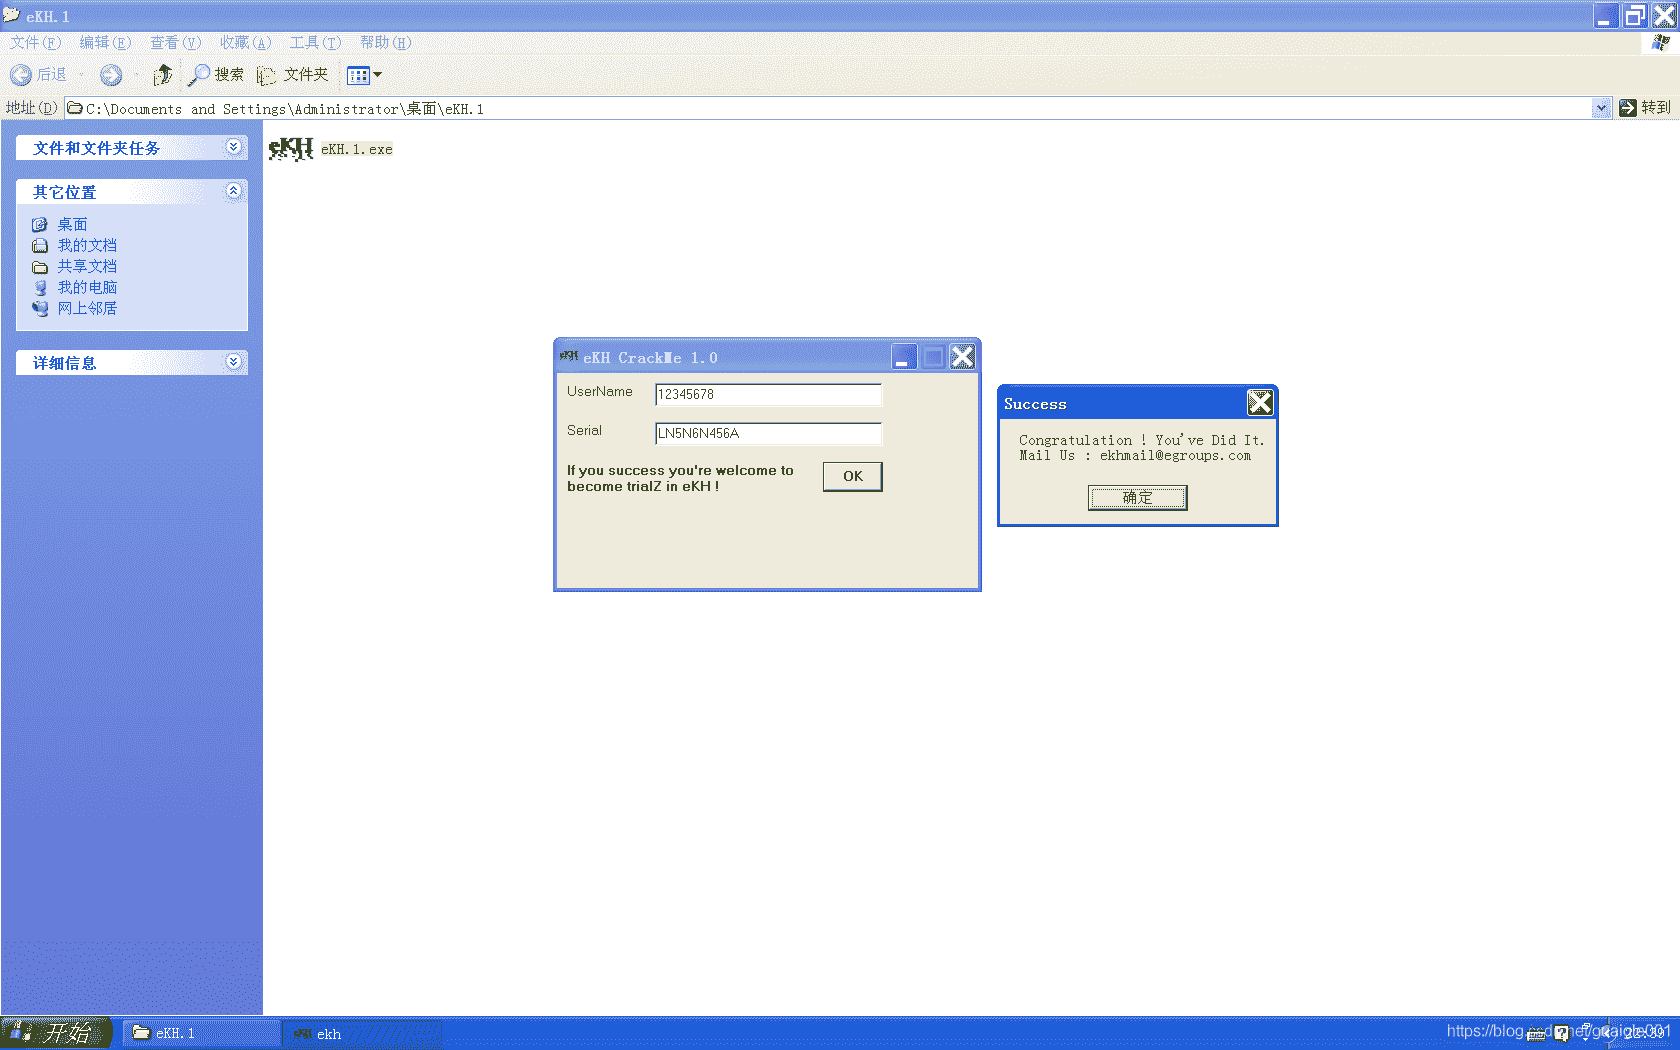 eKH.1
文件(F) 编辑(E) 查看(V) 收藏(A) 工具(T) 帮助(H)
后退 搜索 文件夹
地址(D) C:\Documents and Settings\Administrator\桌面\eKH.1 转到
文件和文件夹任务
其它位置
桌面
我的文档
共享文档
我的电脑
网上邻居
详细信息
eKH eKH.1.exe
eKH eKH CrackMe 1.0
UserName 12345678
Serial LN5N6N456A
If you success you're welcome to
become trialZ in eKH !
OK
Success
Congratulation ! You've Did It.
Mail Us : ekhmail@egroups.com
确定
开始 eKH.1 ekh